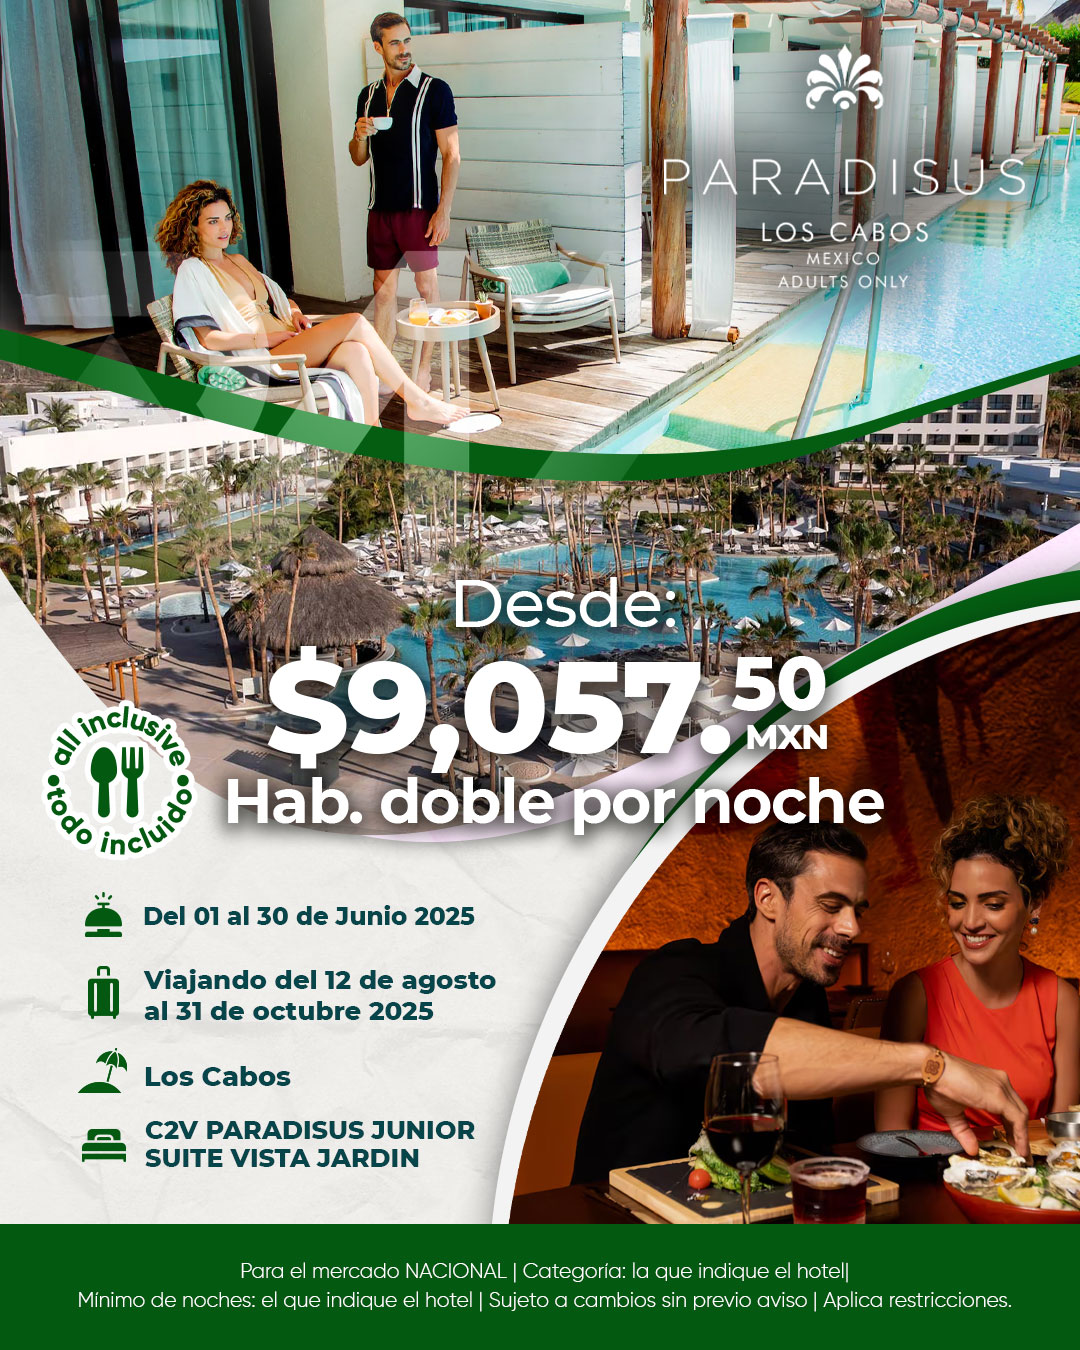 PARADISUS
LOS CABOS
MEXICO
ADULTS ONLY
Desde:
$9,057.50
MXN
Hab. doble por noche
all inclusive
todo incluido
Del 01 al 30 de Junio 2025
Viajando del 12 de agosto
al 31 de octubre 2025
Los Cabos
C2V PARADISUS JUNIOR
SUITE VISTA JARDIN
Para el mercado NACIONAL | Categoría: la que indique el hotel|
Mínimo de noches: el que indique el hotel | Sujeto a cambios sin previo aviso | Aplica restricciones.